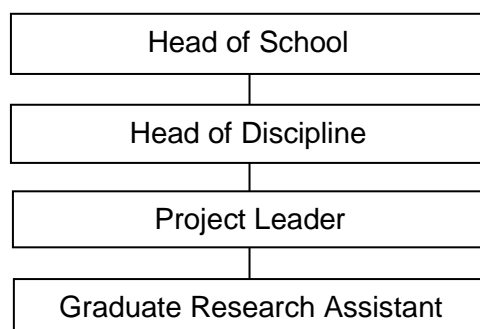 Head of School
Head of Discipline
Project Leader
Graduate Research Assistant